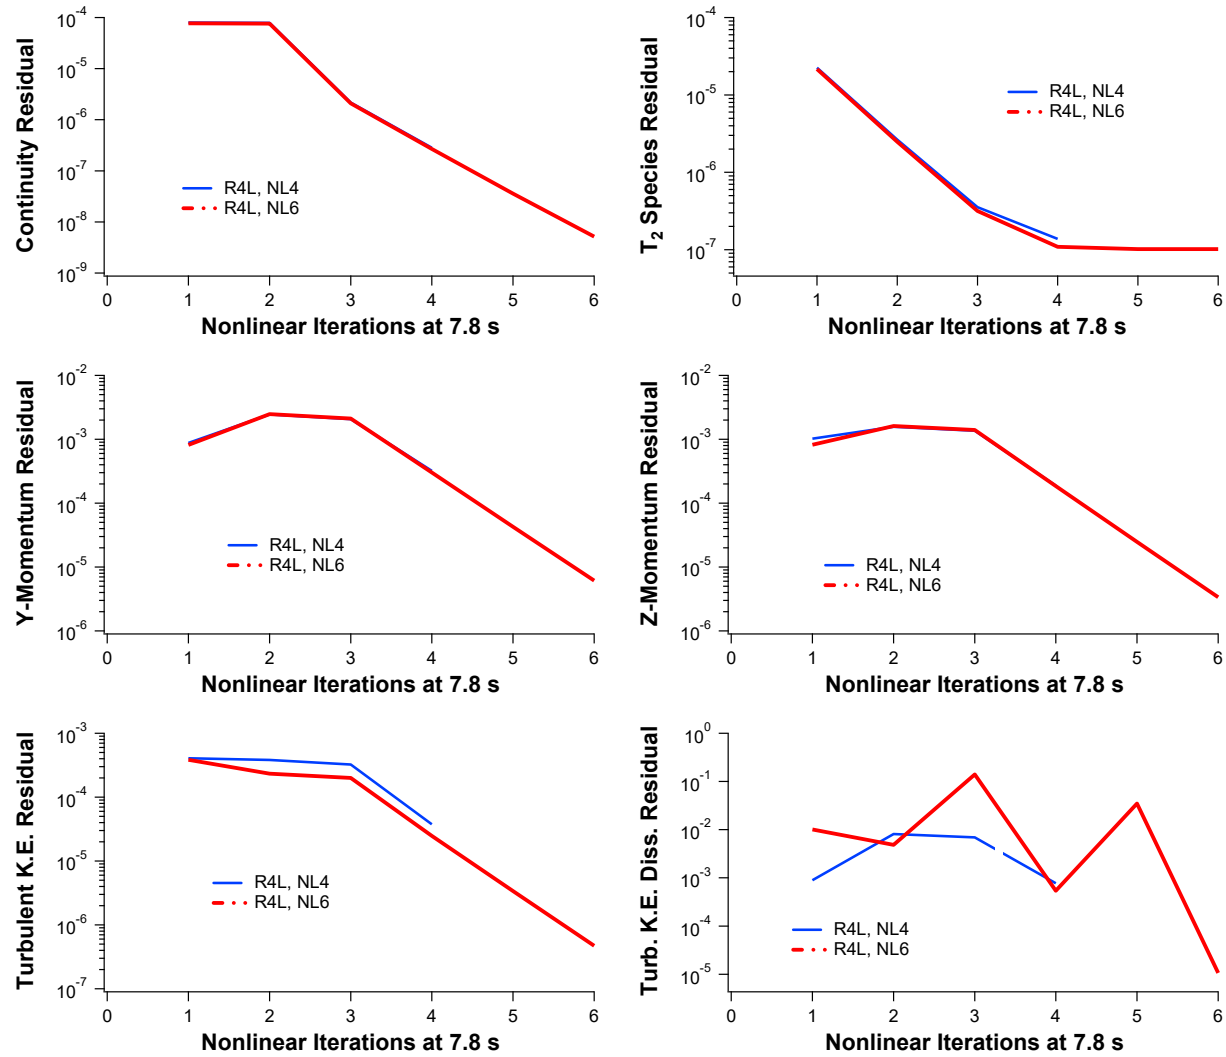 Continuity Residual
10^-4
10^-5
10^-6
10^-7
10^-8
10^-9
R4L, NL4
R4L, NL6
0 1 2 3 4 5 6
Nonlinear Iterations at 7.8 s
T2 Species Residual
10^-4
10^-5
10^-6
10^-7
R4L, NL4
R4L, NL6
0 1 2 3 4 5 6
Nonlinear Iterations at 7.8 s
Y-Momentum Residual
10^-2
10^-3
10^-4
10^-5
10^-6
R4L, NL4
R4L, NL6
0 1 2 3 4 5 6
Nonlinear Iterations at 7.8 s
Z-Momentum Residual
10^-2
10^-3
10^-4
10^-5
10^-6
R4L, NL4
R4L, NL6
0 1 2 3 4 5 6
Nonlinear Iterations at 7.8 s
Turbulent K.E. Residual
10^-3
10^-4
10^-5
10^-6
10^-7
R4L, NL4
R4L, NL6
0 1 2 3 4 5 6
Nonlinear Iterations at 7.8 s
Turb. K.E. Diss. Residual
10^0
10^-1
10^-2
10^-3
10^-4
10^-5
R4L, NL4
R4L, NL6
0 1 2 3 4 5 6
Nonlinear Iterations at 7.8 s